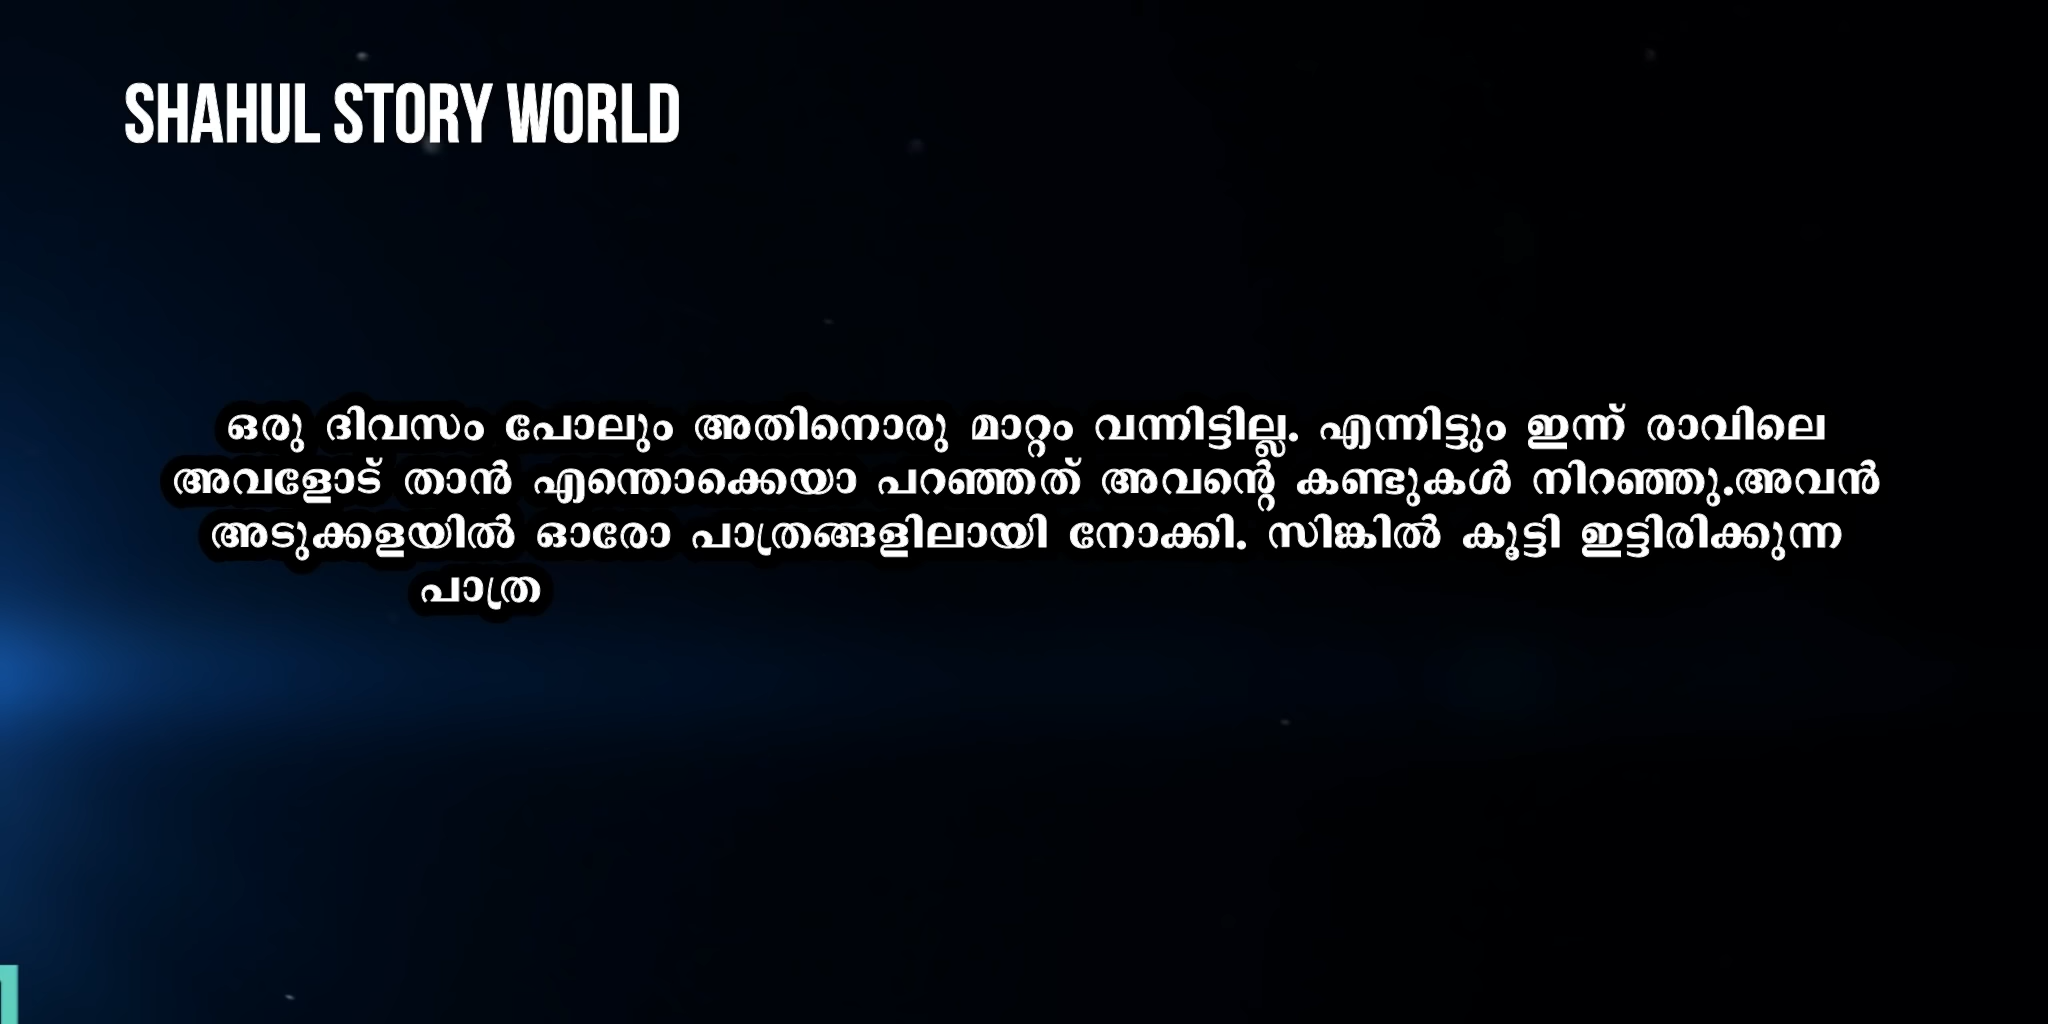 SHAHUL STORY WORLD
ഒരു ദിവസം പോലും അതിനൊരു മാറ്റം വന്നിട്ടില്ല. എന്നിട്ടും ഇന്ന് രാവിലെ
അവളോട് താൻ എന്തൊക്കെയാ പറഞ്ഞത് അവന്റെ കണ്ടുകൾ നിറഞ്ഞു.അവൻ
അടുക്കളയിൽ ഓരോ പാത്രങ്ങളിലായി നോക്കി. സിങ്കിൽ കൂട്ടി ഇട്ടിരിക്കുന്ന
പാത്ര